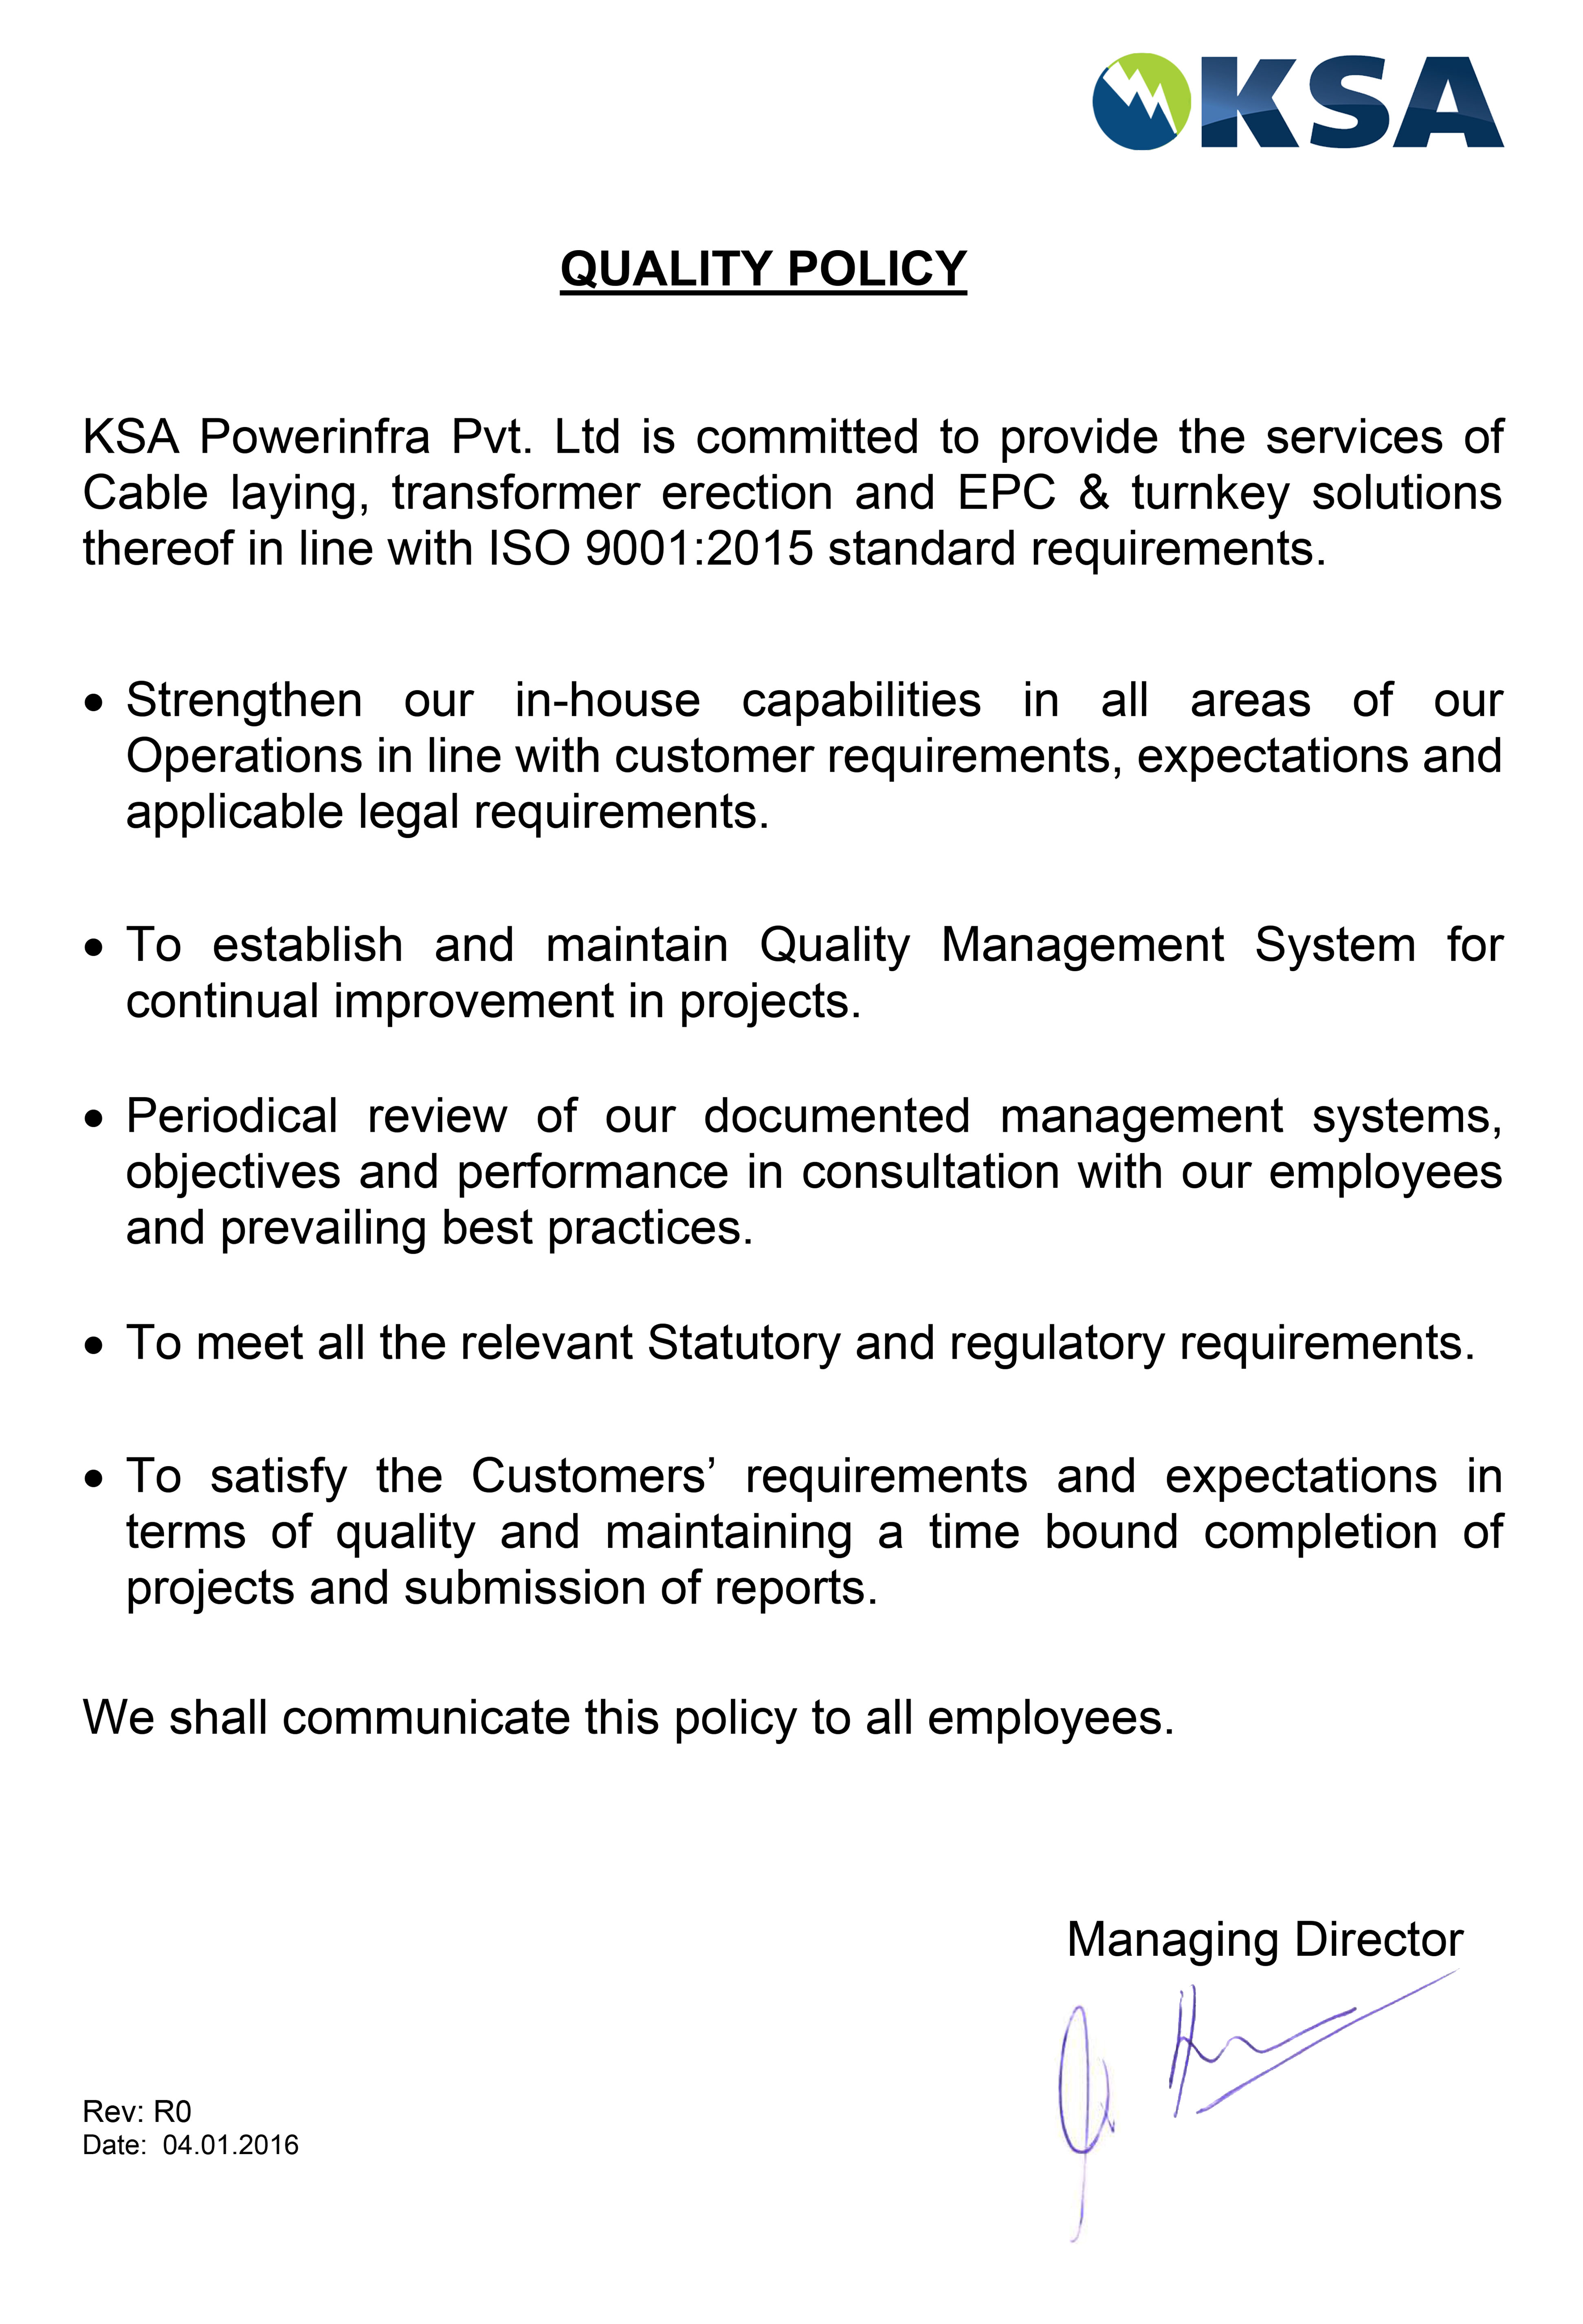 KSA
QUALITY POLICY
KSA Powerinfra Pvt. Ltd is committed to provide the services of
Cable laying, transformer erection and EPC & turnkey solutions
thereof in line with ISO 9001:2015 standard requirements.
• Strengthen our in-house capabilities in all areas of our
Operations in line with customer requirements, expectations and
applicable legal requirements.
• To establish and maintain Quality Management System for
continual improvement in projects.
• Periodical review of our documented management systems,
objectives and performance in consultation with our employees
and prevailing best practices.
• To meet all the relevant Statutory and regulatory requirements.
• To satisfy the Customers’ requirements and expectations in
terms of quality and maintaining a time bound completion of
projects and submission of reports.
We shall communicate this policy to all employees.
Managing Director
Rev: R0
Date: 04.01.2016